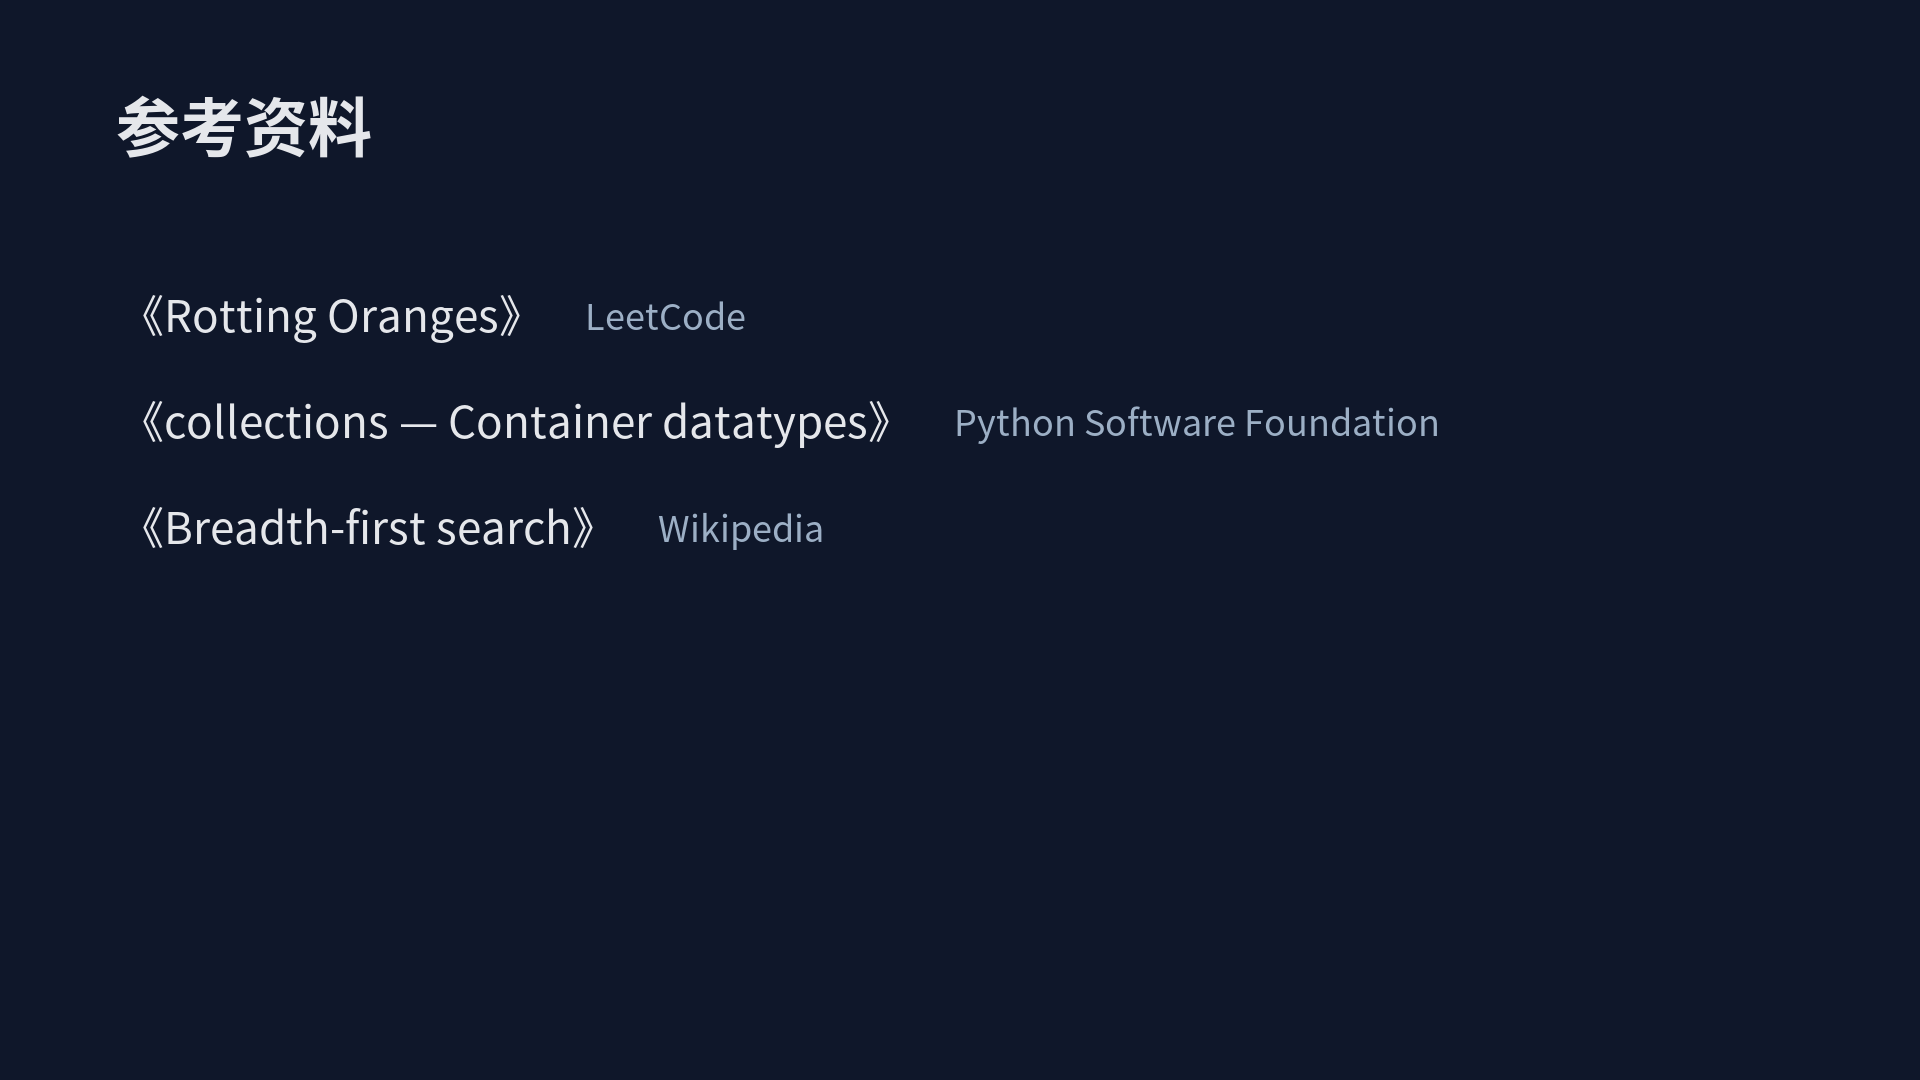 参考资料
《Rotting Oranges》 LeetCode
《collections — Container datatypes》 Python Software Foundation
《Breadth-first search》 Wikipedia